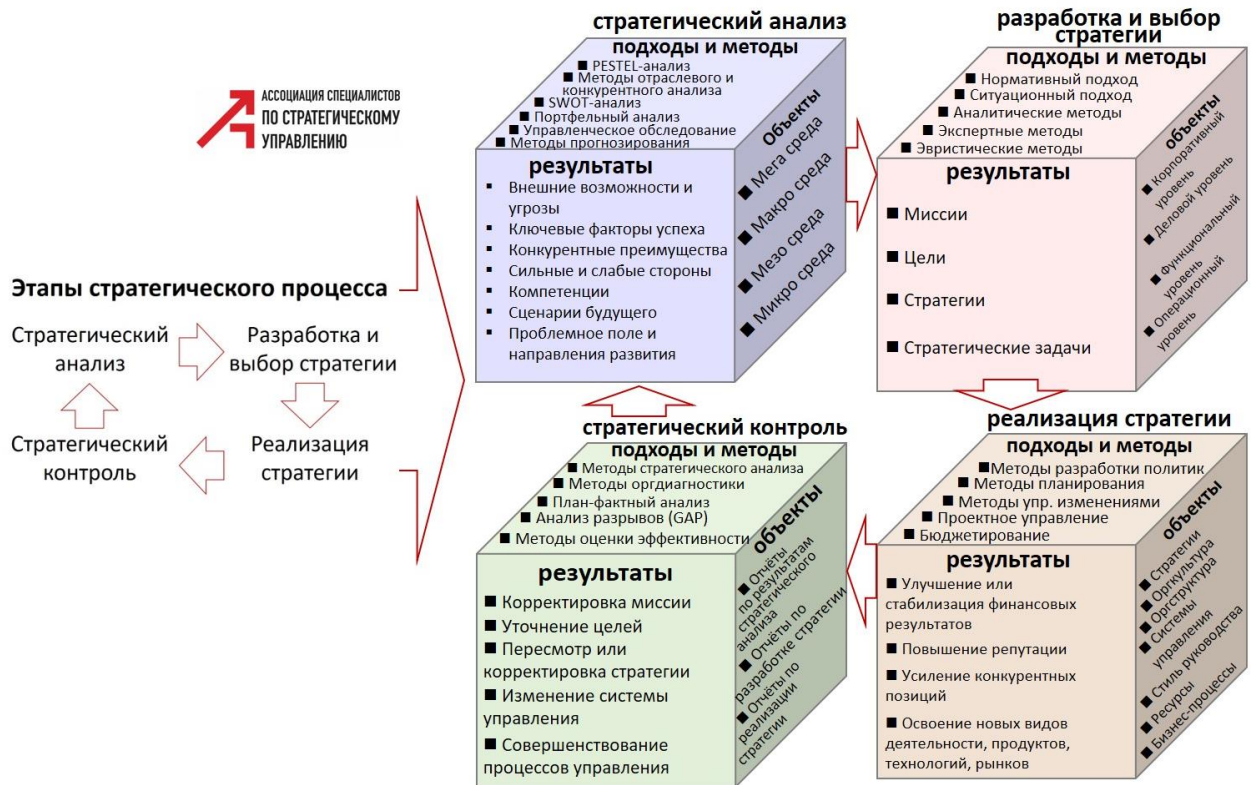 АССОЦИАЦИЯ СПЕЦИАЛИСТОВ
ПО СТРАТЕГИЧЕСКОМУ
УПРАВЛЕНИЮ
Этапы стратегического процесса
Стратегический
анализ
Разработка и
выбор стратегии
Стратегический
контроль
Реализация
стратегии
стратегический анализ
подходы и методы
■ PESTEL-анализ
■ Методы отраслевого и
конкурентного анализа
■ SWOT-анализ
■ Портфельный анализ
■ Управленческое обследование
■ Методы прогнозирования
результаты
▪ Внешние возможности и
угрозы
▪ Ключевые факторы успеха
▪ Конкурентные преимущества
▪ Сильные и слабые стороны
▪ Компетенции
▪ Сценарии будущего
▪ Проблемное поле и
направления развития
Объекты
■ Мега среда
■ Макро среда
■ Мезо среда
■ Микро среда
разработка и выбор
стратегии
подходы и методы
■ Нормативный подход
■ Ситуационный подход
■ Аналитические методы
■ Экспертные методы
■ Эвристические методы
результаты
■ Миссии
■ Цели
■ Стратегии
■ Стратегические задачи
объекты
■ Корпоративный
уровень
■ Деловой уровень
■ Функциональный
уровень
■ Операционный
уровень
стратегический контроль
подходы и методы
■ Методы стратегического анализа
■ Методы оргдиагностики
■ План-фактный анализ
■ Анализ разрывов (GAP)
■ Методы оценки эффективности
результаты
■ Корректировка миссии
■ Уточнение целей
■ Пересмотр или
корректировка стратегии
■ Изменение системы
управления
■ Совершенствование
процессов управления
объекты
■ Отчёты
по результатам
стратегического
анализа
■ Отчёты по
разработке стратегии
■ Отчёты по
реализации
стратегии
реализация стратегии
подходы и методы
■ Методы разработки политик
■ Методы планирования
■ Методы упр. изменениями
■ Проектное управление
■ Бюджетирование
результаты
■ Улучшение или
стабилизация финансовых
результатов
■ Повышение репутации
■ Усиление конкурентных
позиций
■ Освоение новых видов
деятельности, продуктов,
технологий, рынков
объекты
■ Стратегии
■ Оргкультура
■ Оргструктура
■ Системы
управления
■ Стиль руководства
■ Ресурсы
■ Бизнес-процессы